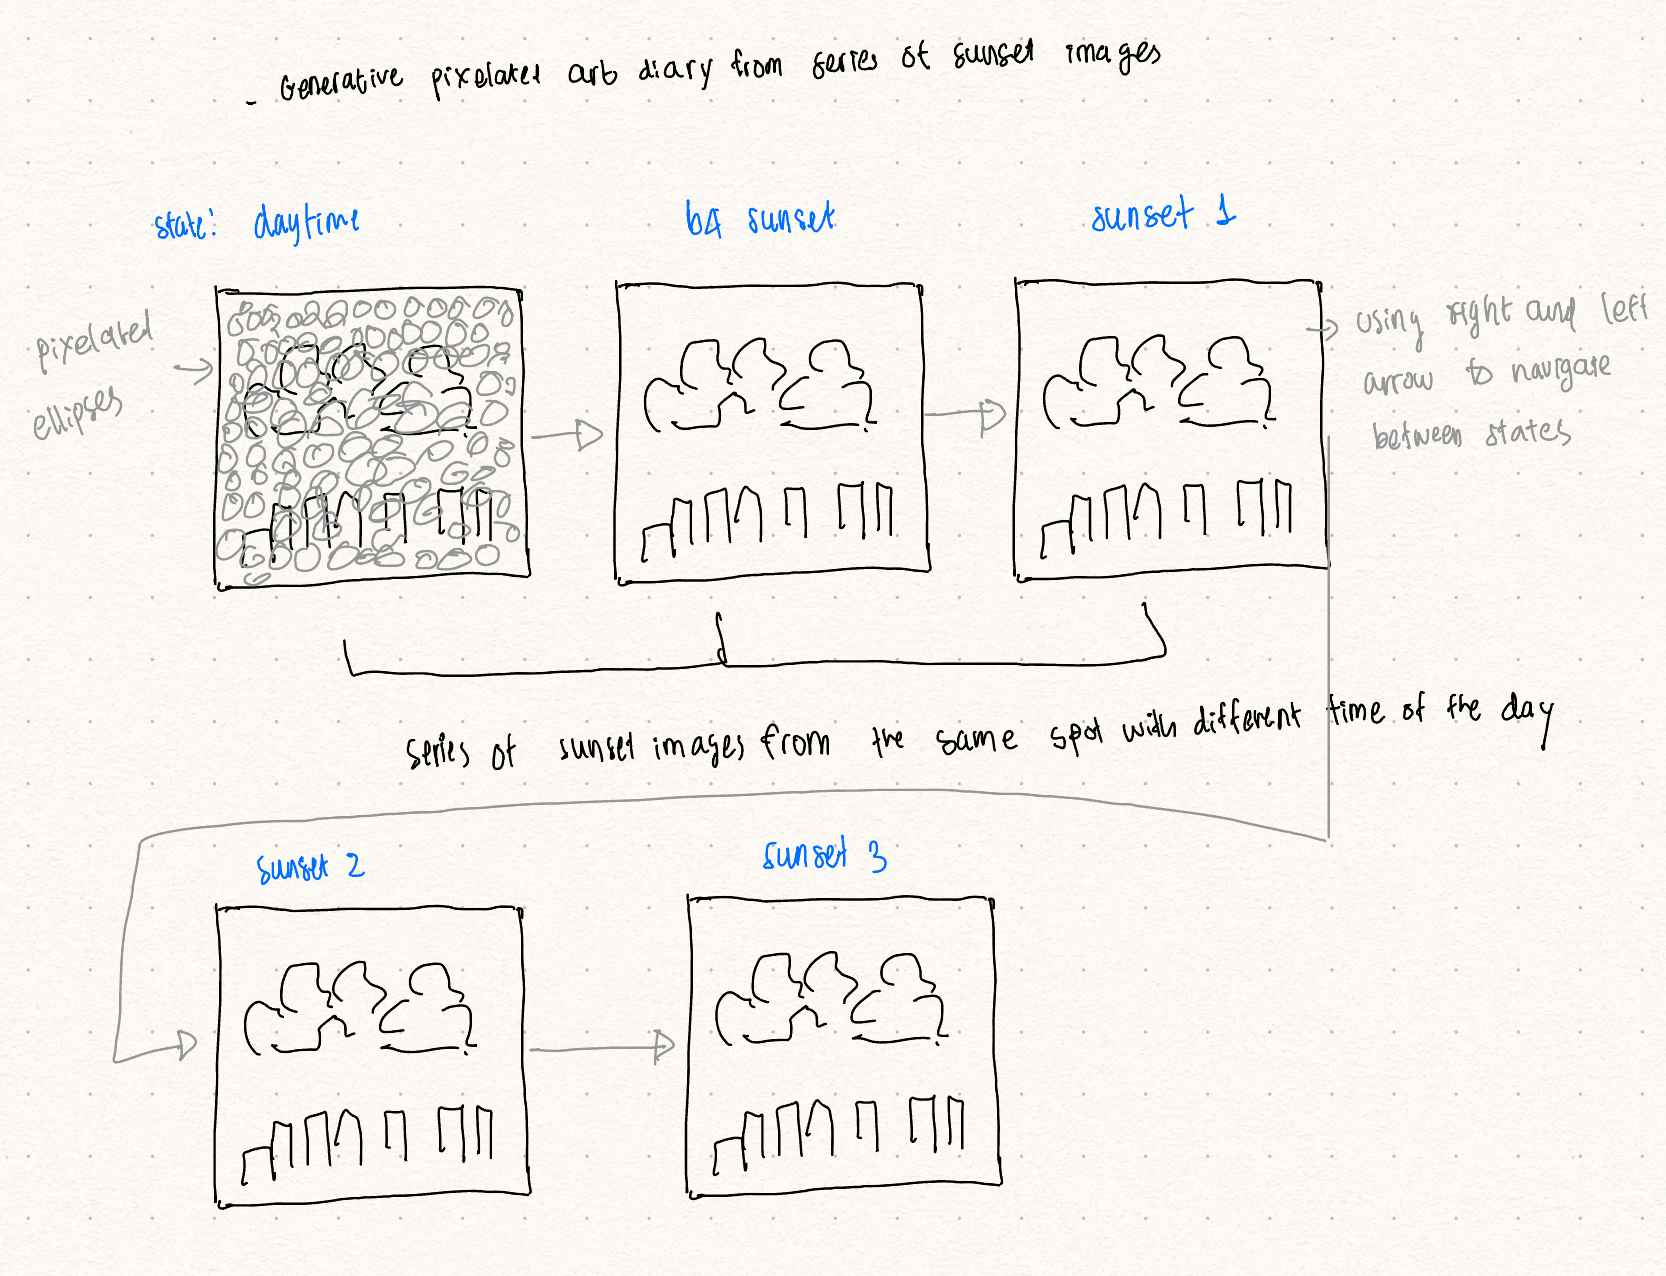 - Generative pixelated art diary from series of sunset images
state: daytime
b4 sunset
sunset 1
pixelated
ellipses
using right and left
arrow to navigate
between states
series of sunset images from the same spot with different time of the day
sunset 2
sunset 3